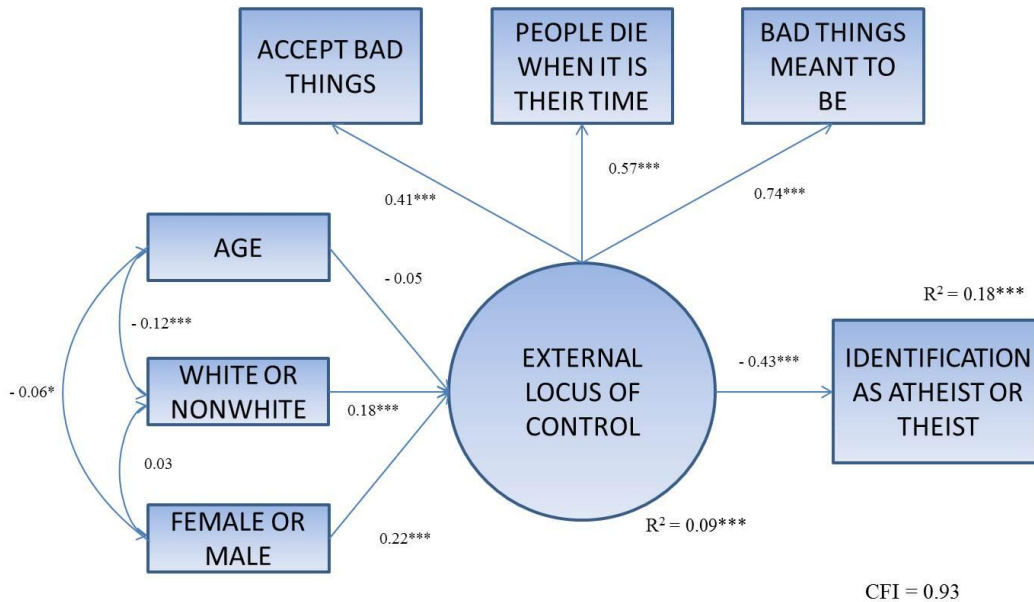 ACCEPT BAD
THINGS
PEOPLE DIE
WHEN IT IS
THEIR TIME
BAD THINGS
MEANT TO
BE
0.41***
0.57***
0.74***
AGE
- 0.05
- 0.12***
- 0.06*
WHITE OR
NONWHITE
0.18***
0.03
FEMALE OR
MALE
0.22***
EXTERNAL
LOCUS OF
CONTROL
R² = 0.09***
- 0.43***
R² = 0.18***
IDENTIFICATION
AS ATHEIST OR
THEIST
CFI = 0.93